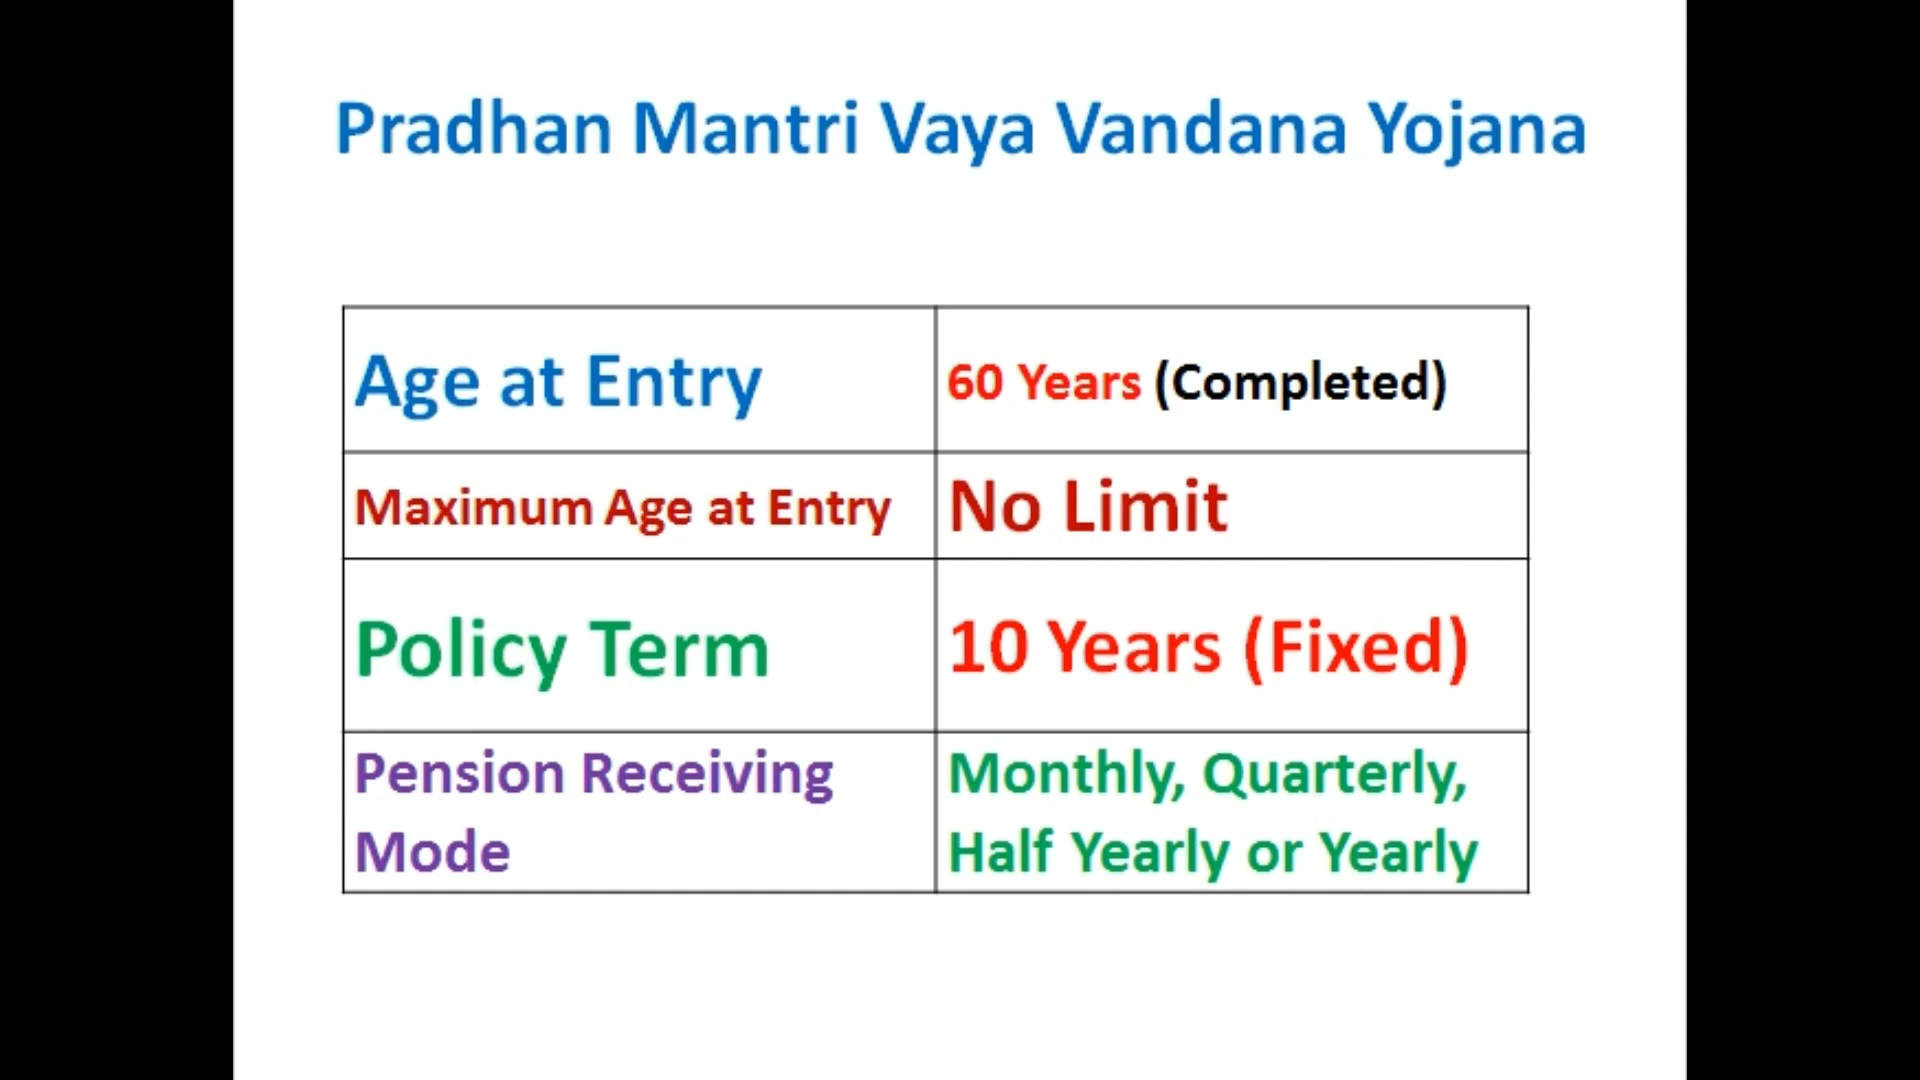 Pradhan Mantri Vaya Vandana Yojana
Age at Entry
60 Years (Completed)
Maximum Age at Entry
No Limit
Policy Term
10 Years (Fixed)
Pension Receiving
Mode
Monthly, Quarterly,
Half Yearly or Yearly